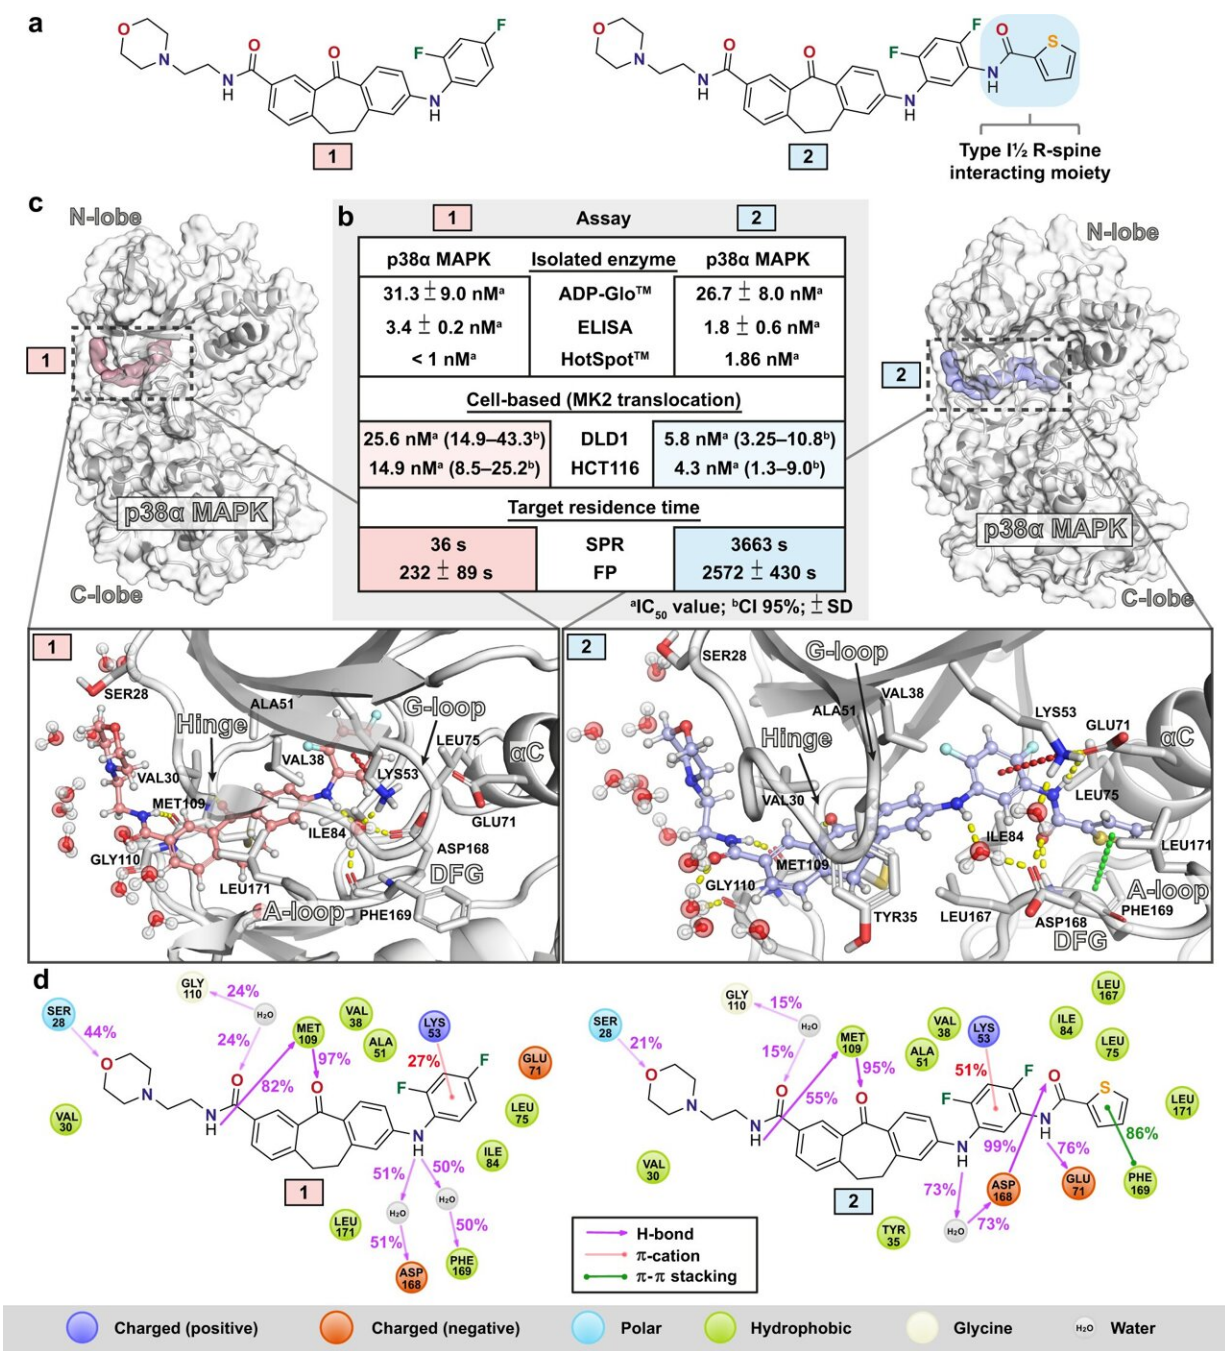 a
O
N
O
N
H
O
N
H
F
F
1
O
N
O
N
H
O
N
H
F
F
O
N
H
S
2
Type I½ R-spine
interacting moiety
c
N-lobe
1
p38α MAPK
C-lobe
b
1 Assay 2
p38α MAPK Isolated enzyme p38α MAPK
31.3 ± 9.0 nMᵃ ADP-Glo™ 26.7 ± 8.0 nMᵃ
3.4 ± 0.2 nMᵃ ELISA 1.8 ± 0.6 nMᵃ
< 1 nMᵃ HotSpot™ 1.86 nMᵃ
Cell-based (MK2 translocation)
25.6 nMᵃ (14.9–43.3ᵇ) DLD1 5.8 nMᵃ (3.25–10.8ᵇ)
14.9 nMᵃ (8.5–25.2ᵇ) HCT116 4.3 nMᵃ (1.3–9.0ᵇ)
Target residence time
36 s SPR 3663 s
232 ± 89 s FP 2572 ± 430 s
ᵃIC₅₀ value; ᵇCI 95%; ± SD
N-lobe
2
p38α MAPK
C-lobe
1
SER28
ALA51
Hinge
G-loop
LEU75
αC
VAL38
VAL30
LYS53
MET109
ILE84
GLU71
GLY110
ASP168
LEU171
DFG
A-loop
PHE169
2
SER28
G-loop
VAL38
ALA51
LYS53
GLU71
αC
Hinge
VAL30
LEU75
ILE84
LEU171
MET109
GLY110
A-loop
TYR35
LEU167
PHE169
ASP168
DFG
d
GLY
110
SER
28
24%
H₂O
VAL
38
44%
MET
109
ALA
51
LYS
53
24%
97%
27%
F
GLU
71
O
N
O
82%
O
F
N
H
LEU
75
VAL
30
N
H
ILE
84
51%
50%
1
H₂O
H₂O
LEU
171
51%
50%
ASP
168
PHE
169
GLY
110
SER
28
15%
H₂O
VAL
38
LYS
53
LEU
167
ILE
84
21%
MET
109
ALA
51
LEU
75
15%
95%
51%
F
O
S
LEU
171
O
N
O
55%
O
F
N
H
N
H
86%
99%
76%
VAL
30
N
H
73%
ASP
168
GLU
71
PHE
169
2
TYR
35
H₂O
73%
H-bond
π-cation
π-π stacking
Charged (positive) Charged (negative) Polar Hydrophobic Glycine H₂O Water